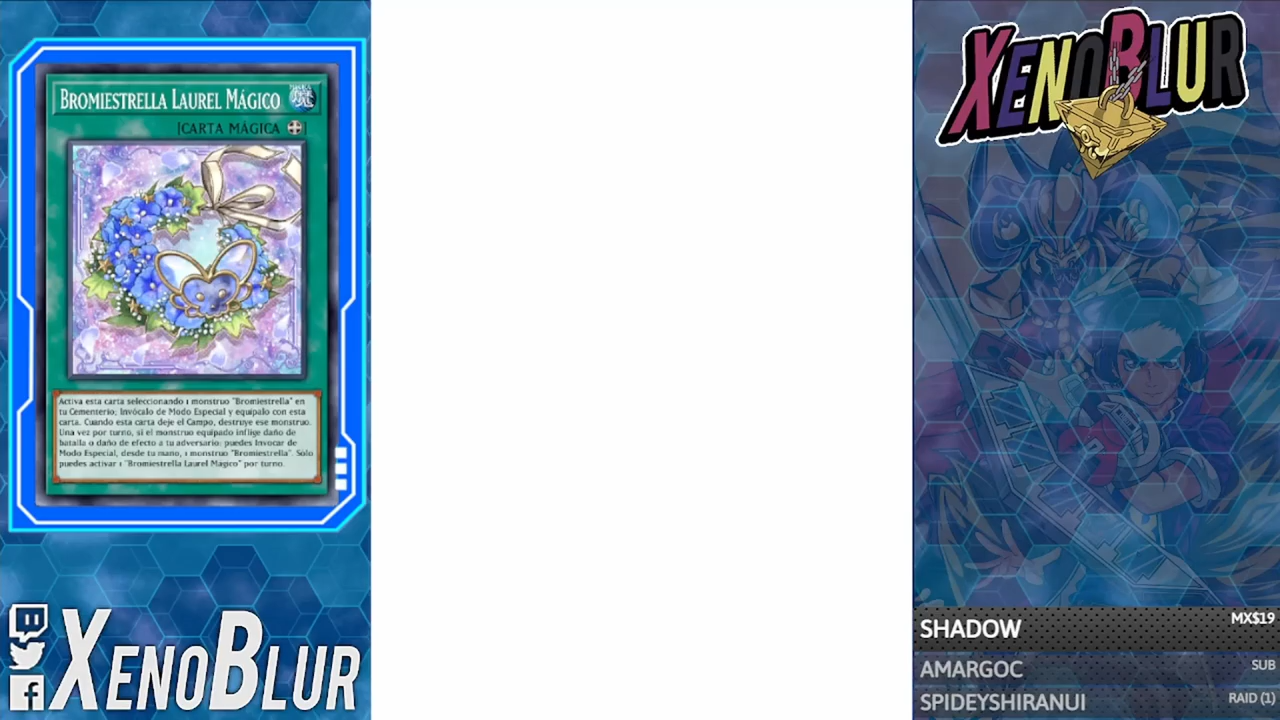 BROMIESTRELLA LAUREL MÁGICO
[CARTA MÁGICA ]
Activa esta carta seleccionando 1 monstruo "Bromiestrella" en
tu Cementerio; Invócalo de Modo Especial y equípalo con esta
carta. Cuando esta carta deje el Campo, destruye ese monstruo.
Una vez por turno, si el monstruo equipado inflige daño de
batalla o daño de efecto a tu adversario: puedes Invocar de
Modo Especial, desde tu mano, 1 monstruo "Bromiestrella". Sólo
puedes activar 1 "Bromiestrella Laurel Mágico" por turno.
XENOBLUR
XENOBLUR
SHADOW MX$19
AMARGOC SUB
SPIDEYSHIRANUI RAID (1)